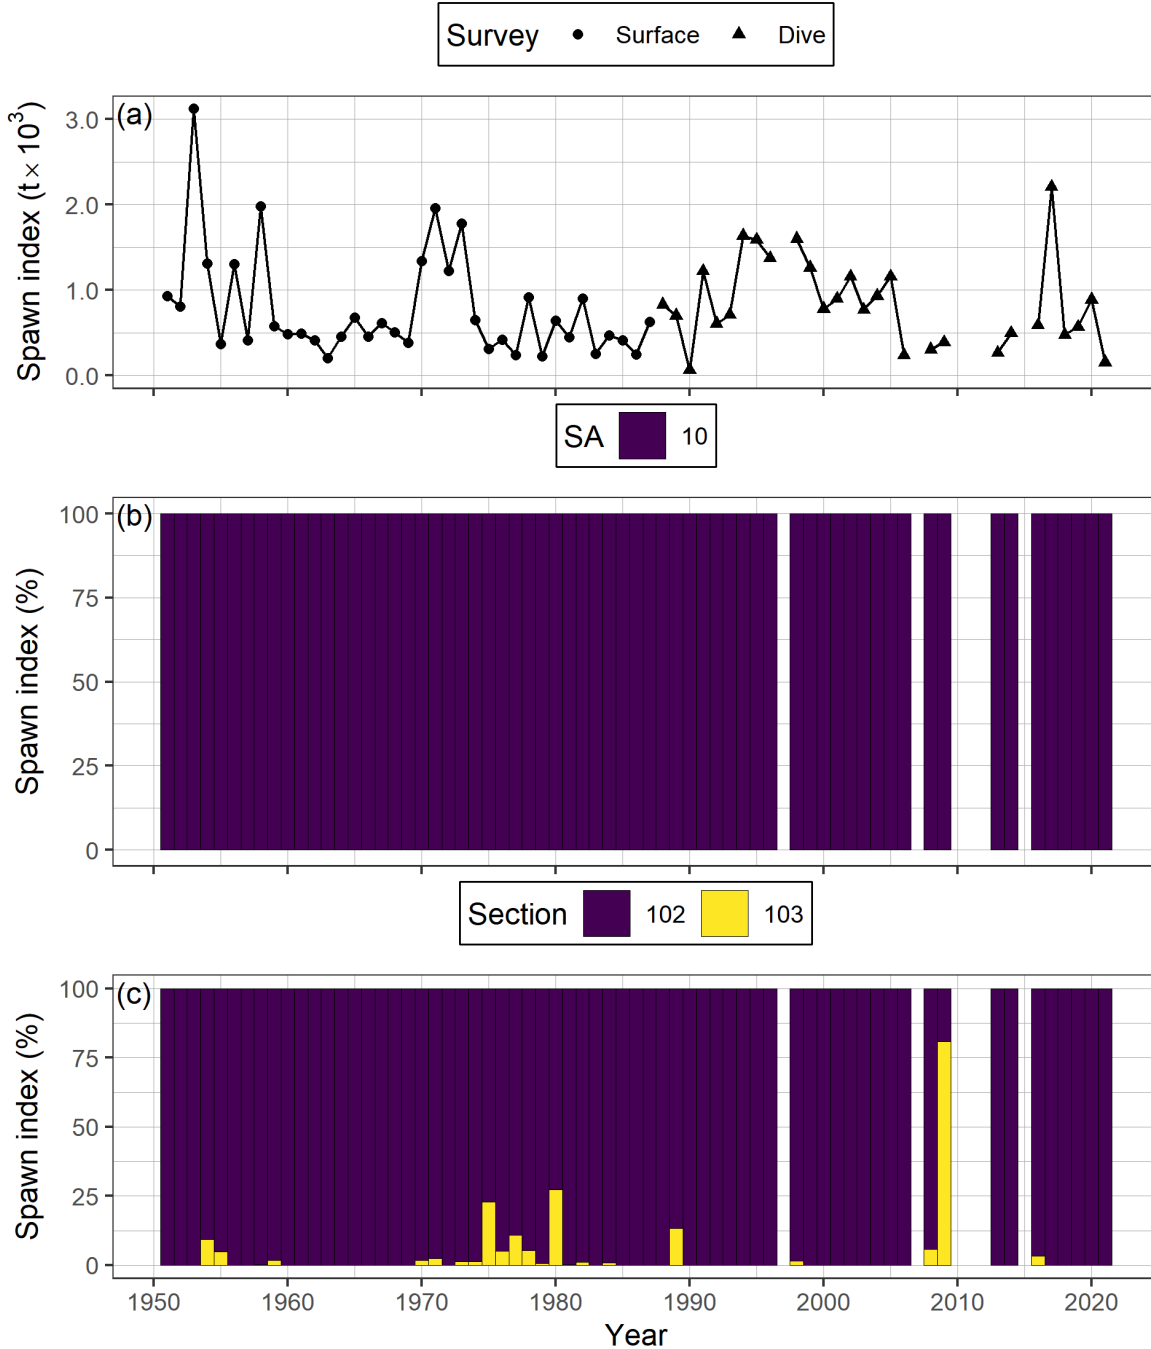 Survey Surface Dive
(a)
Spawn index (t × 10³)
3.0
2.0
1.0
0.0
SA 10
(b)
Spawn index (%)
100
75
50
25
0
Section 102 103
(c)
Spawn index (%)
100
75
50
25
0
1950 1960 1970 1980 1990 2000 2010 2020
Year